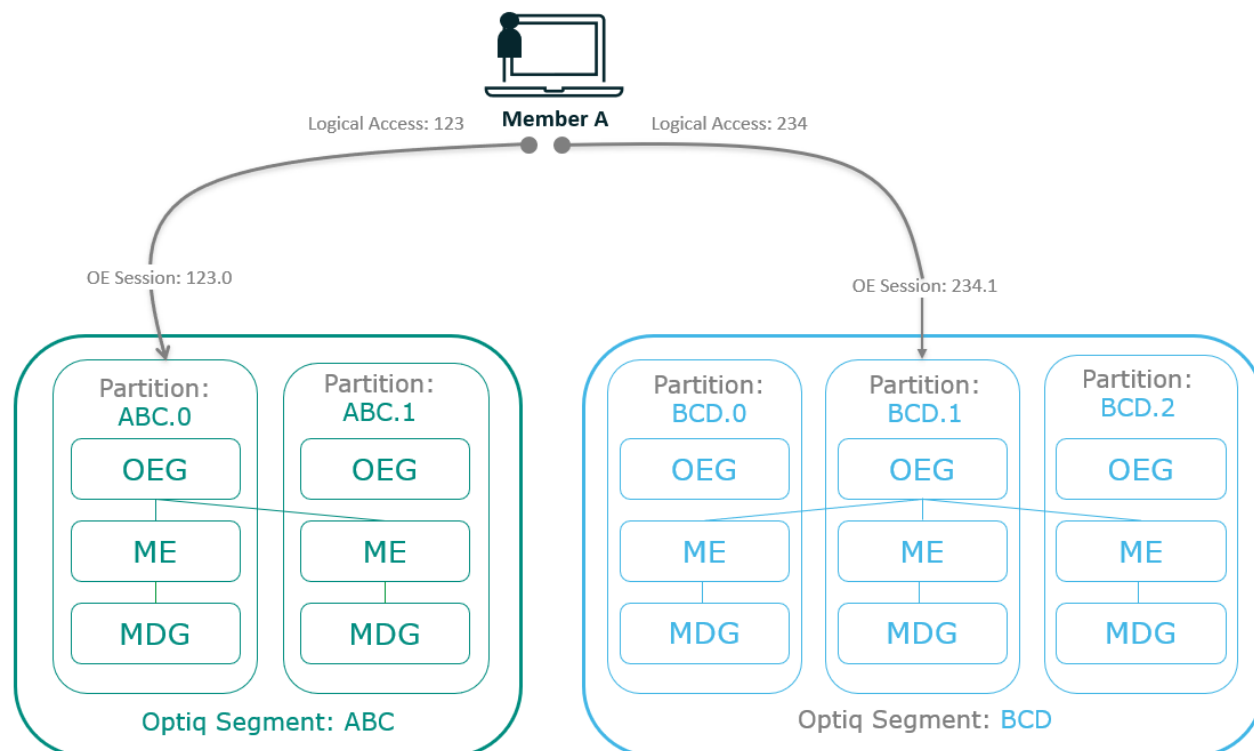 Member A
Logical Access: 123
Logical Access: 234
OE Session: 123.0
OE Session: 234.1
Partition:
ABC.0
OEG
ME
MDG
Partition:
ABC.1
OEG
ME
MDG
Optiq Segment: ABC
Partition:
BCD.0
OEG
ME
MDG
Partition:
BCD.1
OEG
ME
MDG
Partition:
BCD.2
OEG
ME
MDG
Optiq Segment: BCD